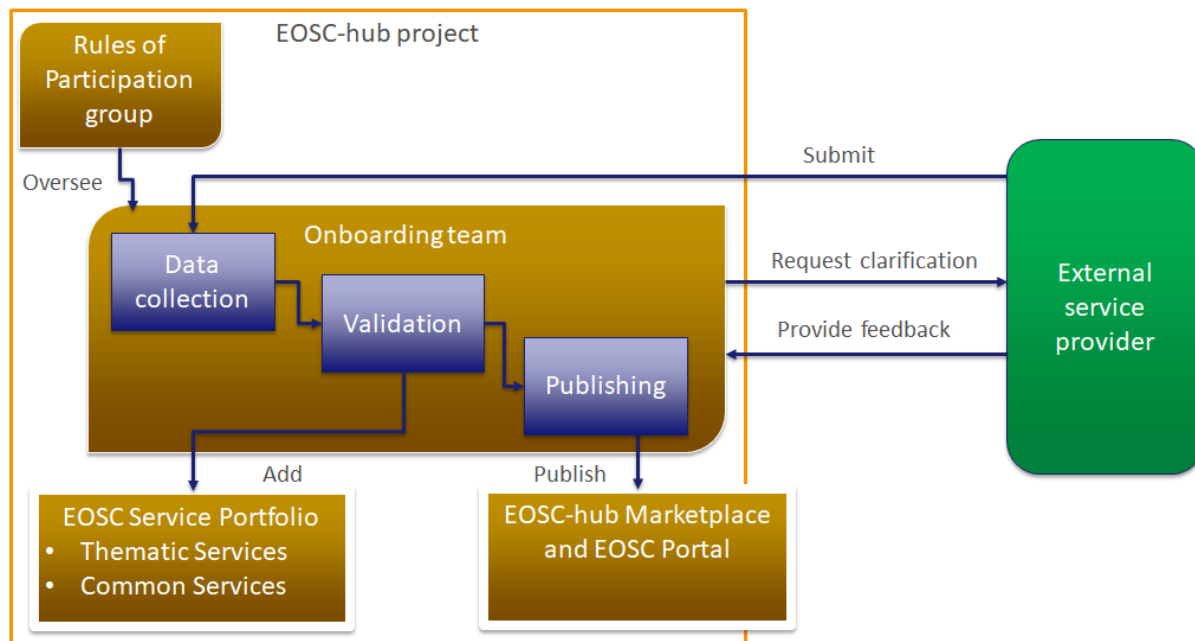 EOSC-hub project
Rules of
Participation
group
Oversee
Submit
Onboarding team
Data
collection
Validation
Publishing
Request clarification
Provide feedback
External
service
provider
Add
Publish
EOSC Service Portfolio
• Thematic Services
• Common Services
EOSC-hub Marketplace
and EOSC Portal